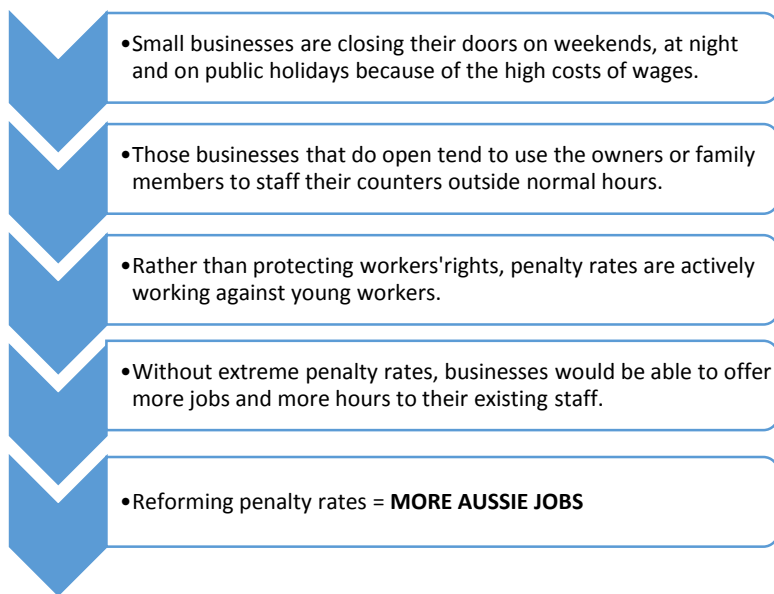 •Small businesses are closing their doors on weekends, at night
and on public holidays because of the high costs of wages.
•Those businesses that do open tend to use the owners or family
members to staff their counters outside normal hours.
•Rather than protecting workers'rights, penalty rates are actively
working against young workers.
•Without extreme penalty rates, businesses would be able to offer
more jobs and more hours to their existing staff.
•Reforming penalty rates = MORE AUSSIE JOBS